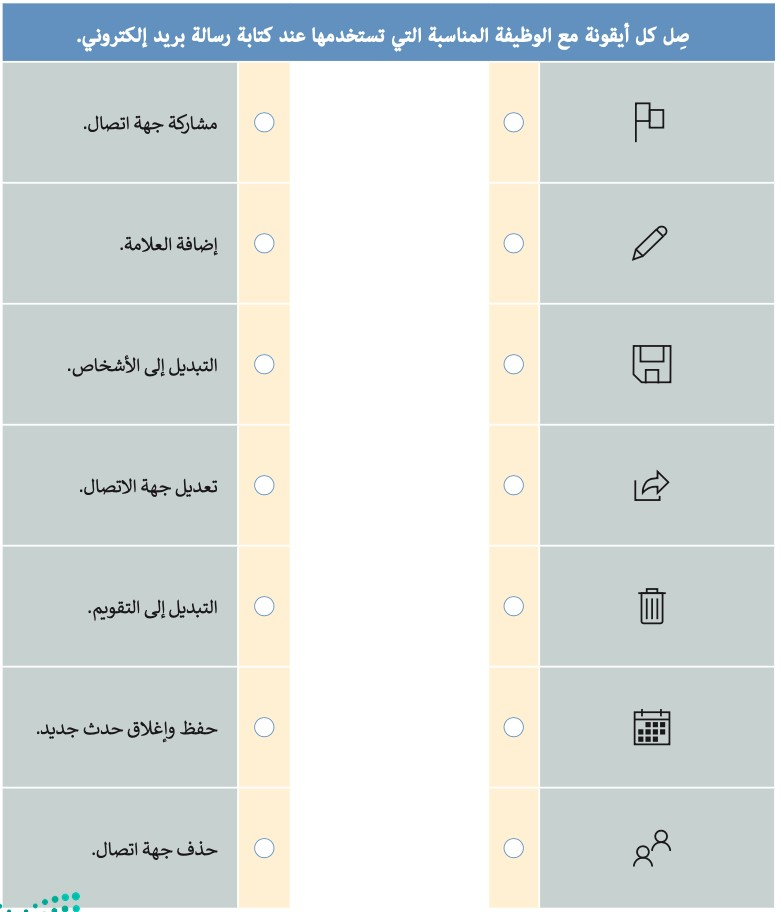 صِل كل أيقونة مع الوظيفة المناسبة التي تستخدمها عند كتابة رسالة بريد إلكتروني.
مشاركة جهة اتصال.
إضافة العلامة.
التبديل إلى الأشخاص.
تعديل جهة الاتصال.
التبديل إلى التقويم.
حفظ وإغلاق حدث جديد.
حذف جهة اتصال.